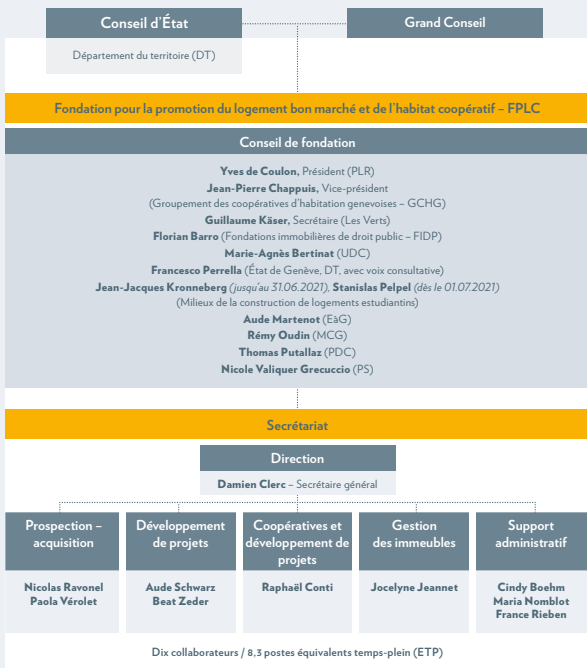 Conseil d'État
Grand Conseil
Département du territoire (DT)
Fondation pour la promotion du logement bon marché et de l'habitat coopératif – FPLC
Conseil de fondation
Yves de Coulon, Président (PLR)
Jean-Pierre Chappuis, Vice-président
(Groupement des coopératives d'habitation genevoises – GCHG)
Guillaume Käser, Secrétaire (Les Verts)
Florian Barro (Fondations immobilières de droit public – FIDP)
Marie-Agnès Bertinat (UDC)
Francesco Perrella (État de Genève, DT, avec voix consultative)
Jean-Jacques Kronneberg (jusqu'au 31.06.2021), Stanislas Pelpel (dès le 01.07.2021)
(Milieux de la construction de logements estudiantins)
Aude Martenot (EàG)
Rémy Oudin (MCG)
Thomas Putallaz (PDC)
Nicole Valiquer Grecuccio (PS)
Secrétariat
Direction
Damien Clerc – Secrétaire général
Prospection –
acquisition
Nicolas Ravonel
Paola Vérolet
Développement
de projets
Aude Schwarz
Beat Zeder
Coopératives et
développement de
projets
Raphaël Conti
Gestion
des immeubles
Jocelyne Jeannet
Support
administratif
Cindy Boehm
Maria Nomblot
France Rieben
Dix collaborateurs / 8,3 postes équivalents temps-plein (ETP)